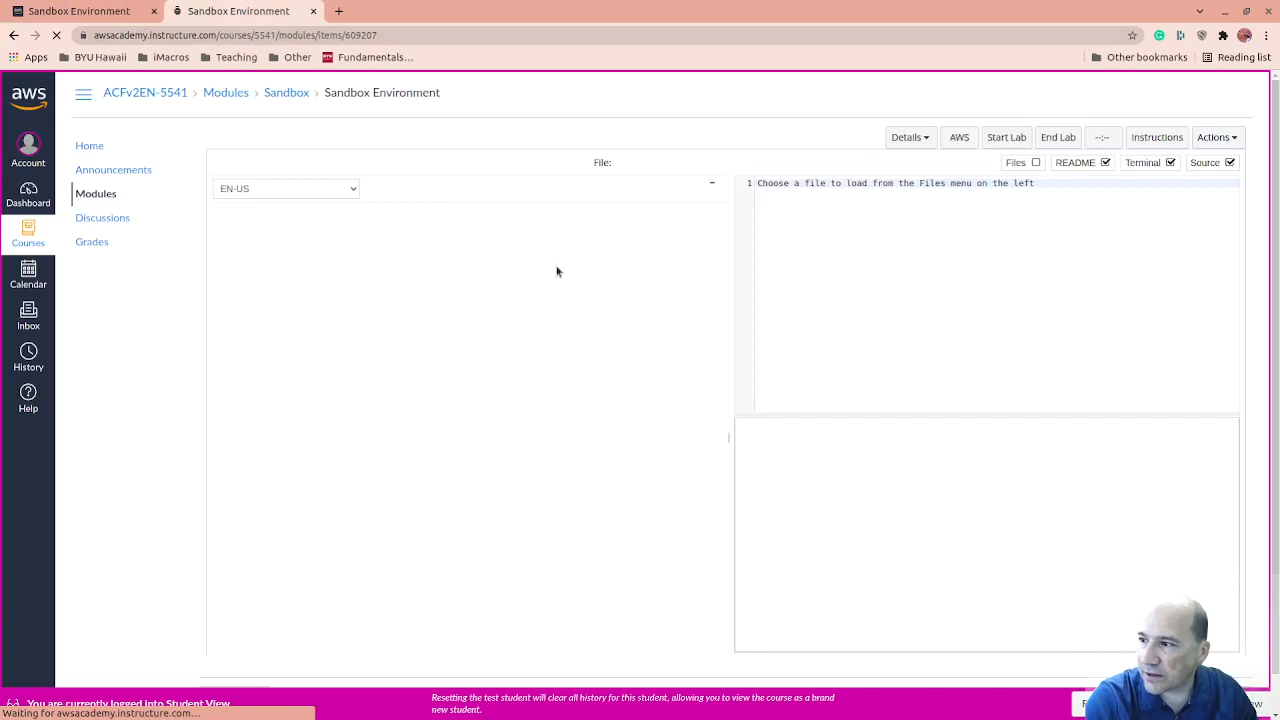 Sandbox Environment
Sandbox Environment
awsacademy.instructure.com/courses/5541/modules/items/609207
Apps
BYU Hawaii
iMacros
Teaching
Other
Fundamentals...
Other bookmarks
Reading list
aws
Account
Dashboard
Courses
Calendar
Inbox
History
Help
ACFv2EN-5541 › Modules › Sandbox › Sandbox Environment
Home
Announcements
Modules
Discussions
Grades
Details
AWS
Start Lab
End Lab
--:--
Instructions
Actions
File:
Files
README
Terminal
Source
EN-US
1 Choose a file to load from the Files menu on the left
You are currently logged into Student View
Resetting the test student will clear all history for this student, allowing you to view the course as a brand
new student.
Waiting for awsacademy.instructure.com...